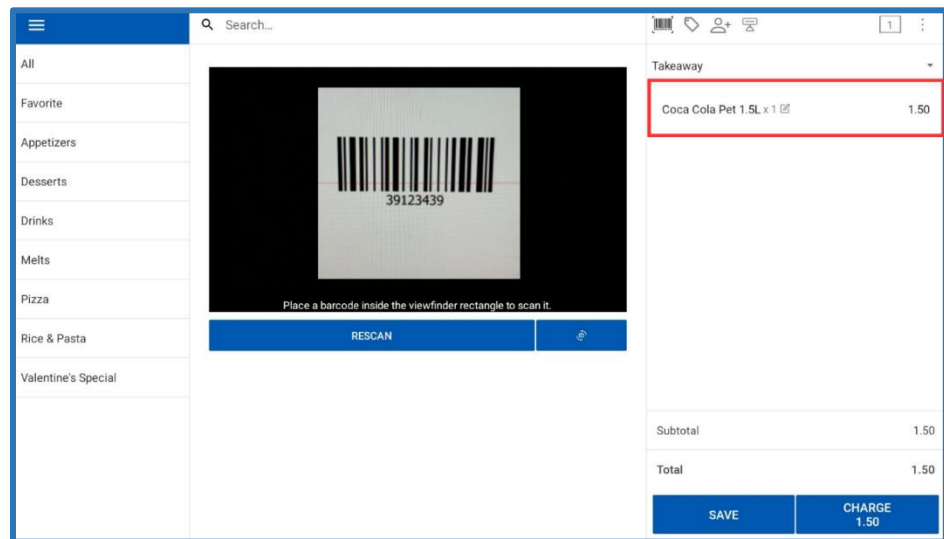 Search...
1
All
Favorite
Appetizers
Desserts
Drinks
Melts
Pizza
Rice & Pasta
Valentine's Special
39123439
Place a barcode inside the viewfinder rectangle to scan it.
RESCAN
Takeaway
Coca Cola Pet 1.5L x 1 1.50
Subtotal 1.50
Total 1.50
SAVE
CHARGE
1.50